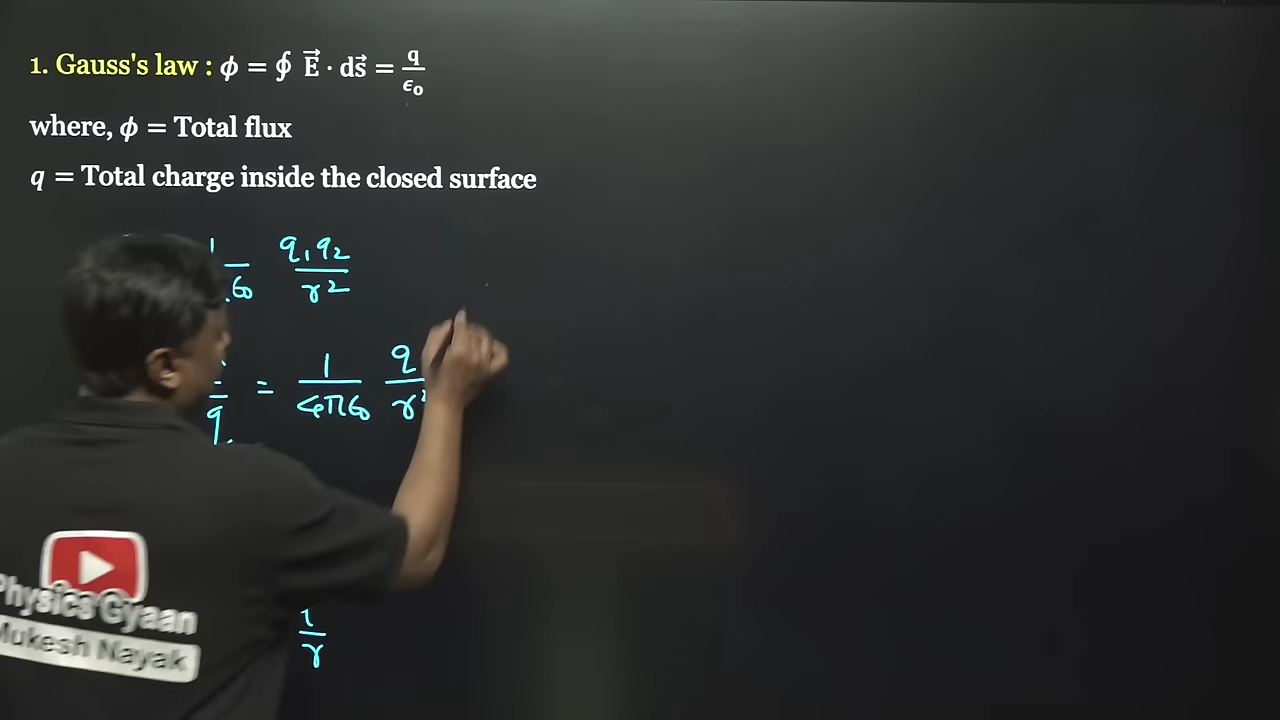 1. Gauss's law : ϕ = ∮ E⃗ · ds⃗ = q/ϵ₀
where, ϕ = Total flux
q = Total charge inside the closed surface
q₁q₂/r²
q = 1/4πϵ₀ q/r²
1/r
Physics Gyaan
Mukesh Nayak